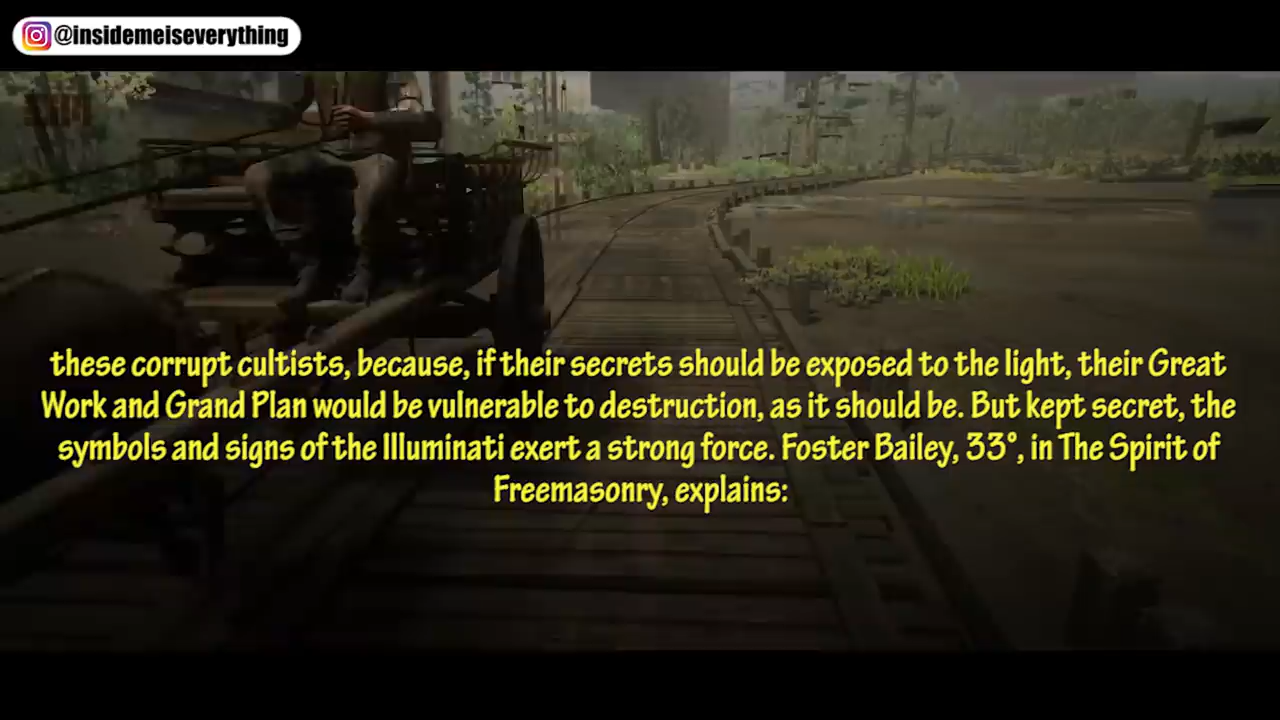 @insidemeiseverything
these corrupt cultists, because, if their secrets should be exposed to the light, their Great
Work and Grand Plan would be vulnerable to destruction, as it should be. But kept secret, the
symbols and signs of the Illuminati exert a strong force. Foster Bailey, 33°, in The Spirit of
Freemasonry, explains: